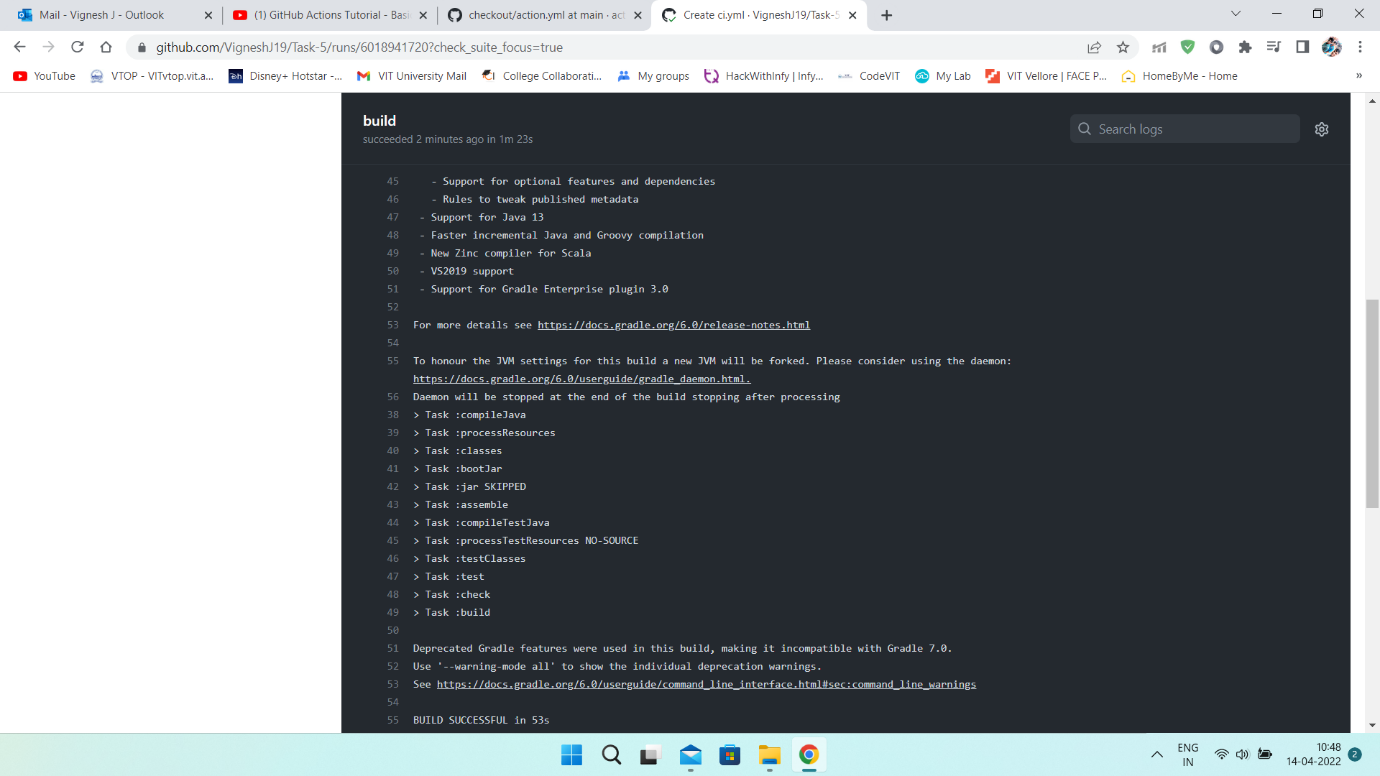 Mail - Vignesh J - Outlook
(1) GitHub Actions Tutorial - Basi
checkout/action.yml at main · act
Create ci.yml · VigneshJ19/Task-5
github.com/VigneshJ19/Task-5/runs/6018941720?check_suite_focus=true
YouTube
VTOP - VITvtop.vit.a...
Disney+ Hotstar -...
VIT University Mail
College Collaborati...
My groups
HackWithInfy | Infy...
CodeVIT
My Lab
VIT Vellore | FACE P...
HomeByMe - Home
»
build
succeeded 2 minutes ago in 1m 23s
Search logs
45 - Support for optional features and dependencies
46 - Rules to tweak published metadata
47 - Support for Java 13
48 - Faster incremental Java and Groovy compilation
49 - New Zinc compiler for Scala
50 - VS2019 support
51 - Support for Gradle Enterprise plugin 3.0
52
53 For more details see https://docs.gradle.org/6.0/release-notes.html
54
55 To honour the JVM settings for this build a new JVM will be forked. Please consider using the daemon:
https://docs.gradle.org/6.0/userguide/gradle_daemon.html.
56 Daemon will be stopped at the end of the build stopping after processing
38 > Task :compileJava
39 > Task :processResources
40 > Task :classes
41 > Task :bootJar
42 > Task :jar SKIPPED
43 > Task :assemble
44 > Task :compileTestJava
45 > Task :processTestResources NO-SOURCE
46 > Task :testClasses
47 > Task :test
48 > Task :check
49 > Task :build
50
51 Deprecated Gradle features were used in this build, making it incompatible with Gradle 7.0.
52 Use '--warning-mode all' to show the individual deprecation warnings.
53 See https://docs.gradle.org/6.0/userguide/command_line_interface.html#sec:command_line_warnings
54
55 BUILD SUCCESSFUL in 53s
ENG
IN
10:48
14-04-2022
2